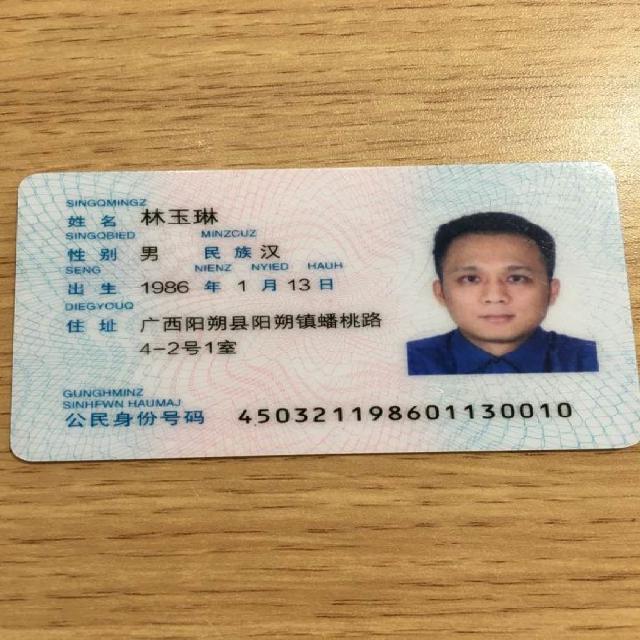 SINGQMINGZ
姓名 林玉琳
SINGQBIED MINZCUZ
性别 男 民族 汉
SENG NIENZ NYIED HAUH
出生 1986 年 1 月 13 日
DIEGYOUQ
住址 广西阳朔县阳朔镇蟠桃路
4-2号1室
GUNGHMINZ
SINHFWN HAUMAJ
公民身份号码 450321198601130010